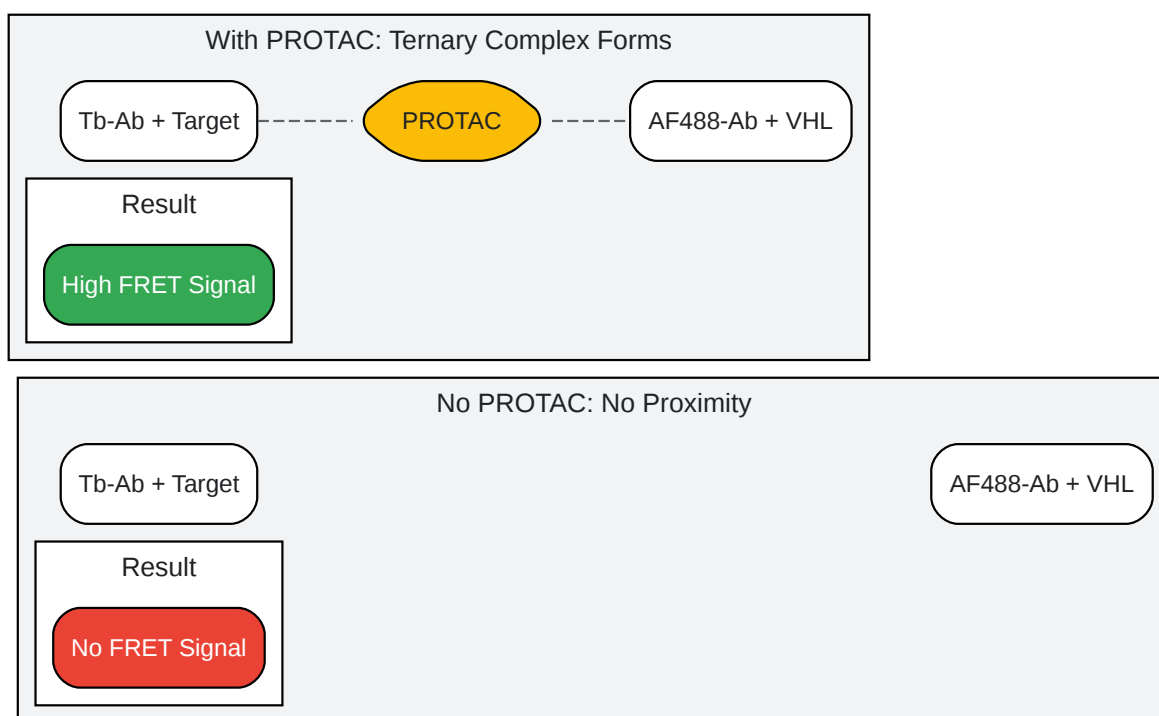 With PROTAC: Ternary Complex Forms
Tb-Ab + Target
PROTAC
AF488-Ab + VHL
Result
High FRET Signal
No PROTAC: No Proximity
Tb-Ab + Target
AF488-Ab + VHL
Result
No FRET Signal